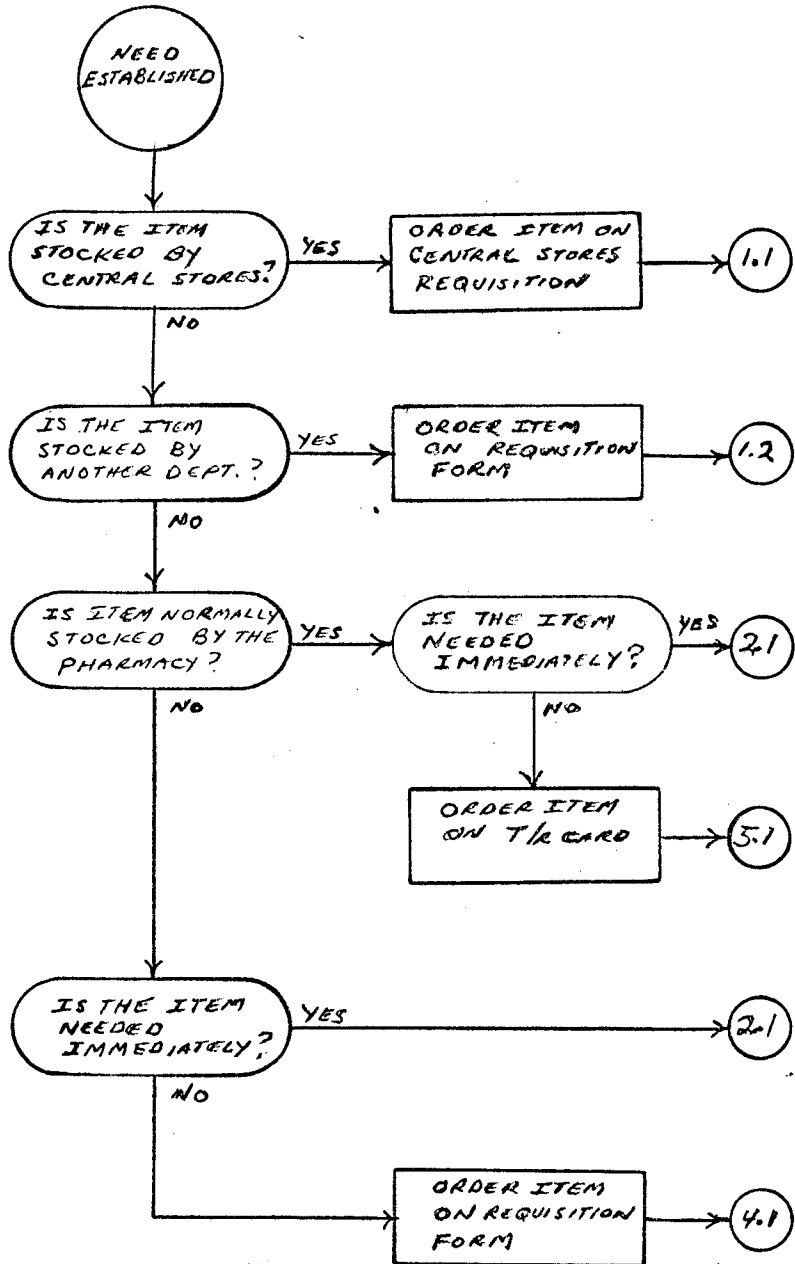 NEED
ESTABLISHED
IS THE ITEM
STOCKED BY
CENTRAL STORES?
YES
ORDER ITEM ON
CENTRAL STORES
REQUISITION
1.1
NO
IS THE ITEM
STOCKED BY
ANOTHER DEPT.?
YES
ORDER ITEM
ON REQUISITION
FORM
1.2
NO
IS ITEM NORMALLY
STOCKED BY THE
PHARMACY?
YES
IS THE ITEM
NEEDED
IMMEDIATELY?
YES
2.1
NO
NO
ORDER ITEM
ON T/R CARD
5.1
IS THE ITEM
NEEDED
IMMEDIATELY?
YES
2.1
NO
ORDER ITEM
ON REQUISITION
FORM
4.1